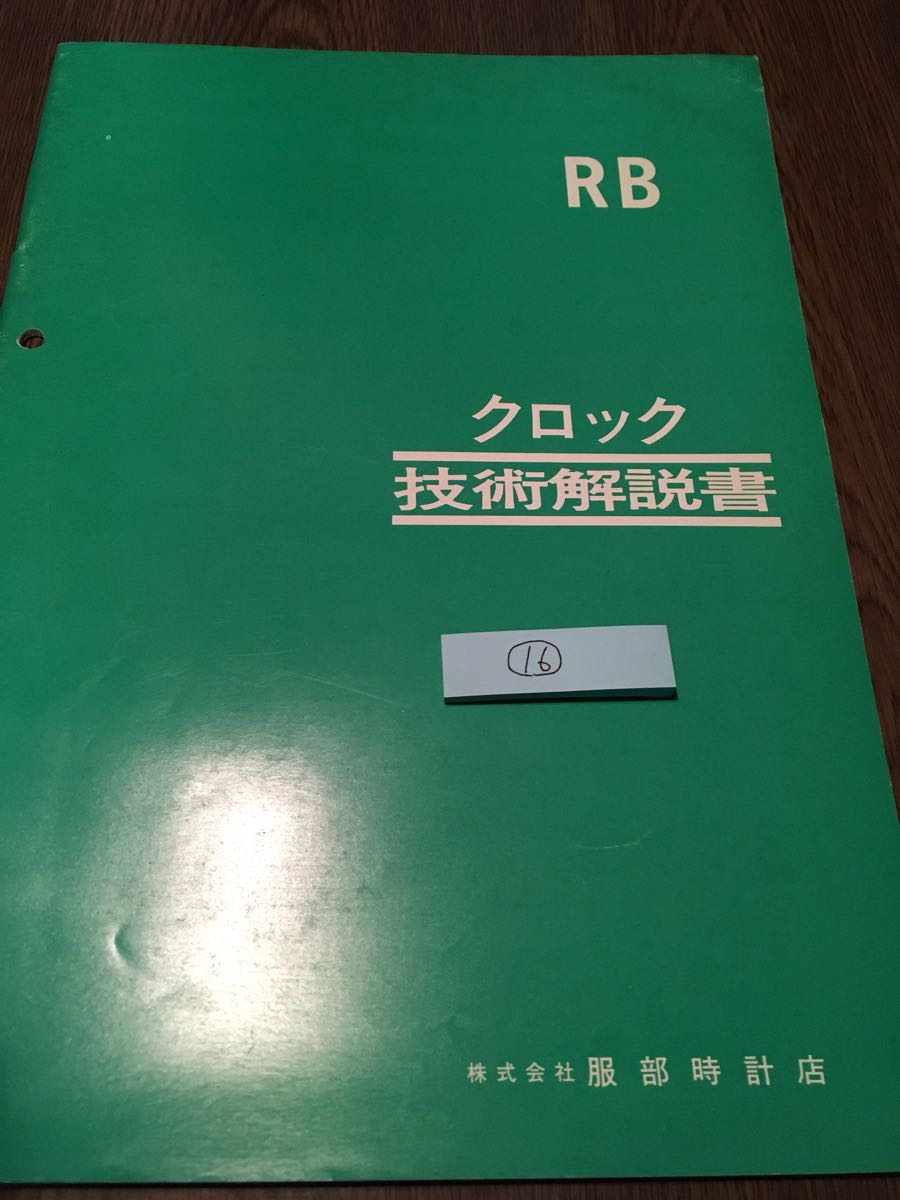 RB
クロック
技術解説書
⑯
株式会社 服部時計店